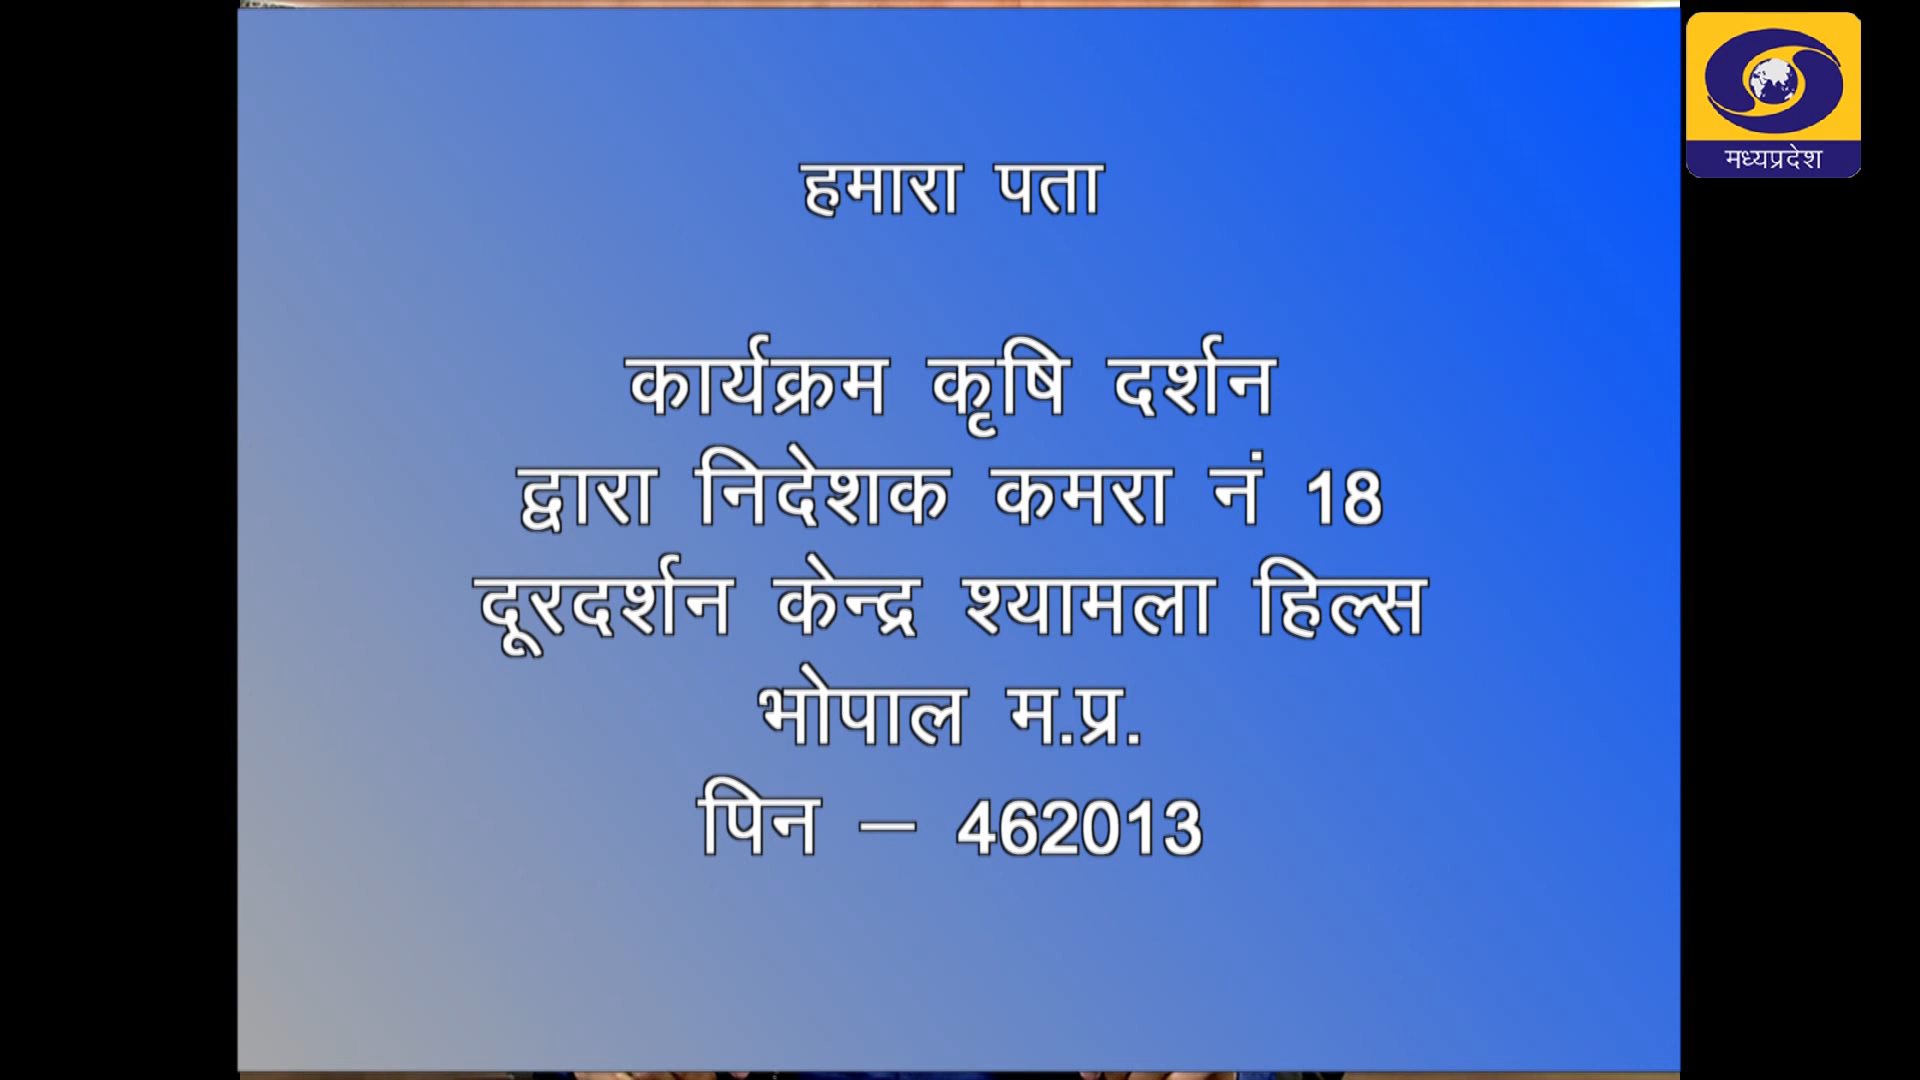 मध्यप्रदेश
हमारा पता
कार्यक्रम कृषि दर्शन
द्वारा निदेशक कमरा नं 18
दूरदर्शन केन्द्र श्यामला हिल्स
भोपाल म.प्र.
पिन – 462013